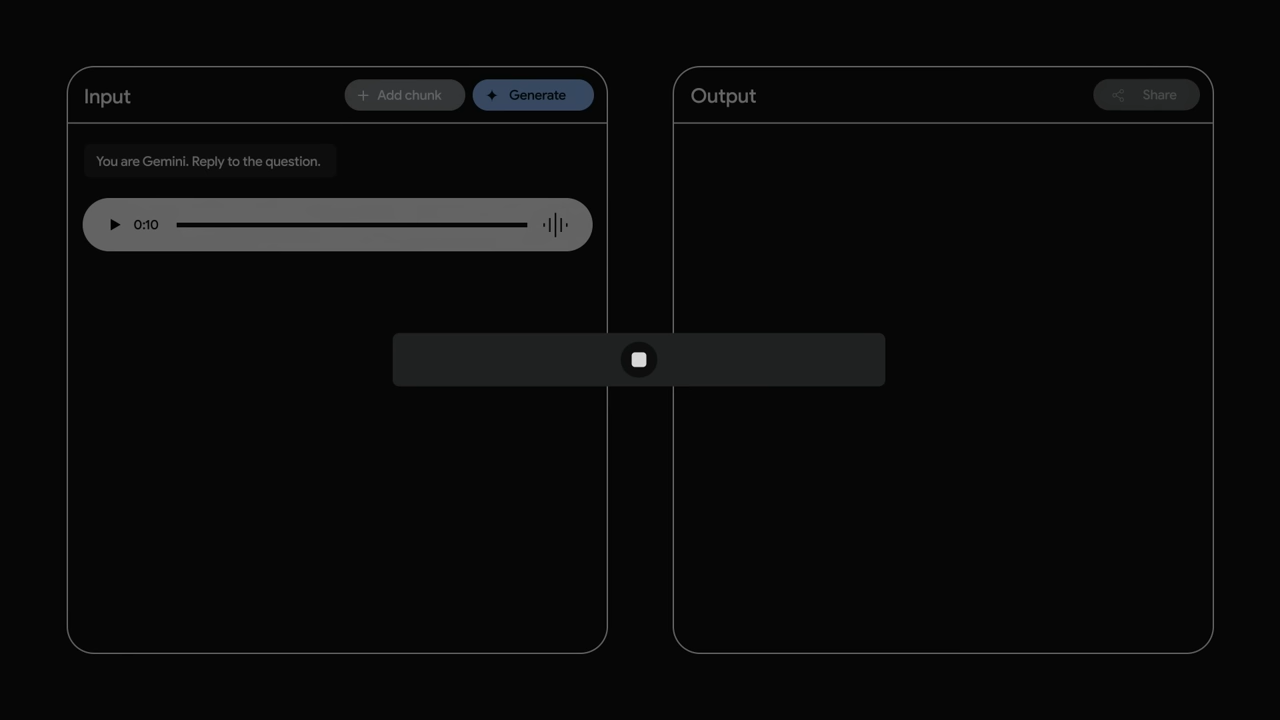 Input
Add chunk
Generate
Output
Share
You are Gemini. Reply to the question.
0:10